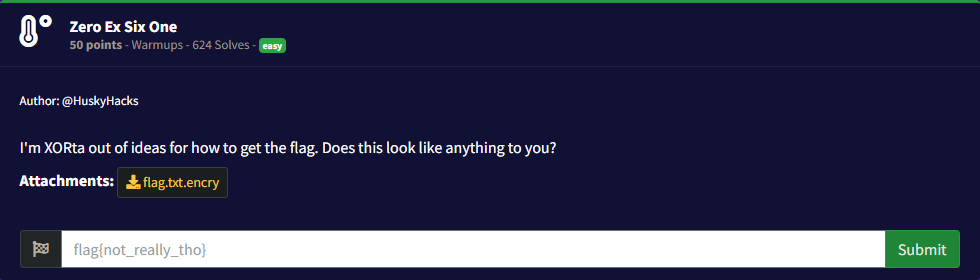 Zero Ex Six One
50 points - Warmups - 624 Solves - easy
Author: @HuskyHacks
I'm XORta out of ideas for how to get the flag. Does this look like anything to you?
Attachments: flag.txt.encry
flag{not_really_tho} Submit